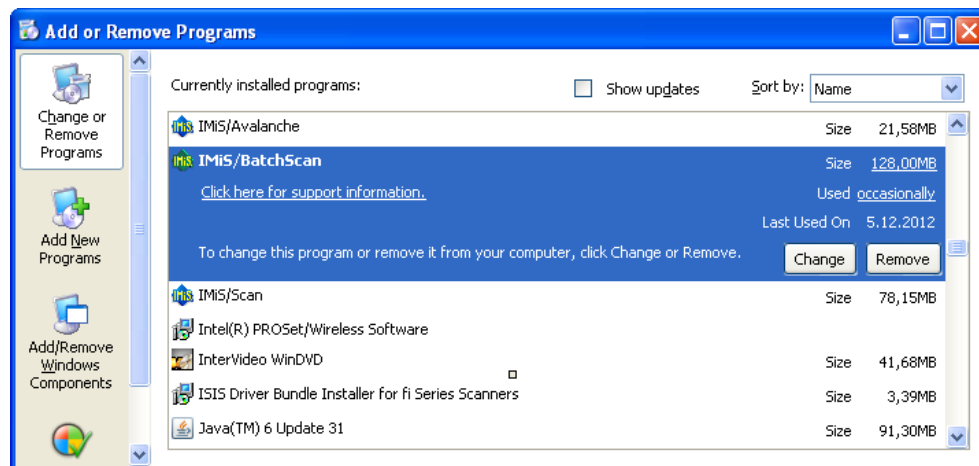 Add or Remove Programs
Change or
Remove
Programs
Add New
Programs
Add/Remove
Windows
Components
Currently installed programs:
Show updates
Sort by: Name
IMiS/Avalanche Size 21,58MB
IMiS/BatchScan Size 128,00MB
Click here for support information. Used occasionally
Last Used On 5.12.2012
To change this program or remove it from your computer, click Change or Remove. Change Remove
IMiS/Scan Size 78,15MB
Intel(R) PROSet/Wireless Software
InterVideo WinDVD Size 41,68MB
ISIS Driver Bundle Installer for fi Series Scanners Size 3,39MB
Java(TM) 6 Update 31 Size 91,30MB